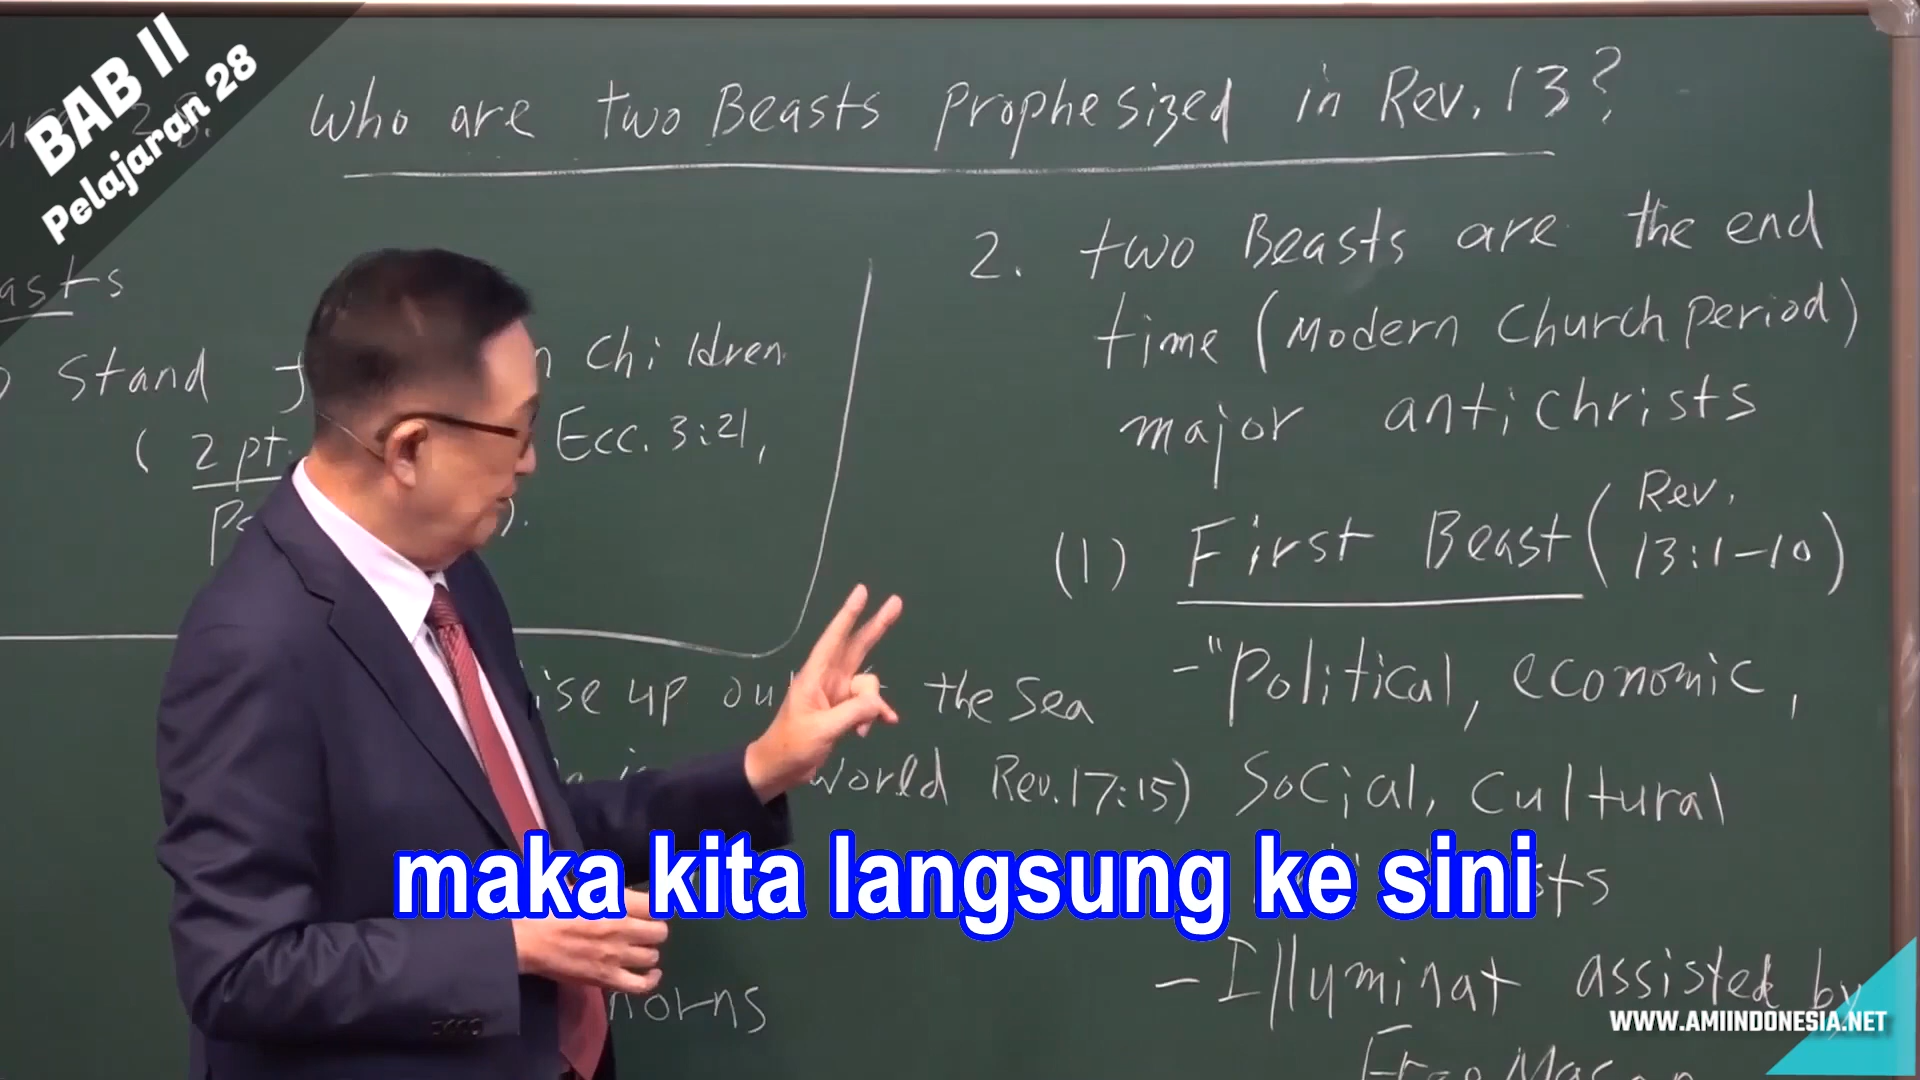 BAB II
Pelajaran 28
Who are two Beasts prophesized in Rev. 13?
Stand children
(2 pt. Ecc. 3:21,
up the Sea
World Rev. 17:15)
horns
2. two Beasts are the end
time (Modern Church Period)
major antichrists
(1) First Beast (Rev.
13:1-10)
- "Political, economic,
Social, Cultural
- Illuminat assisted by
maka kita langsung ke sini
WWW.AMIINDONESIA.NET